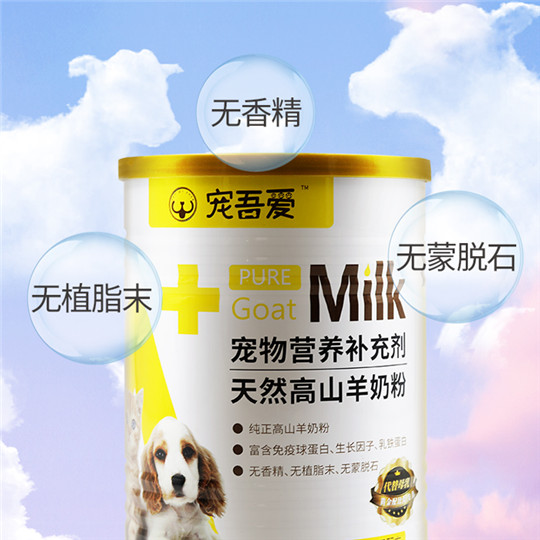 无香精
宠吾爱™
无蒙脱石
无植脂末
PURE
Goat Milk
宠物营养补充剂
天然高山羊奶粉
纯正高山羊奶粉
富含免疫球蛋白、生长因子、乳铁蛋白
无香精、无植脂末、无蒙脱石
代替母乳